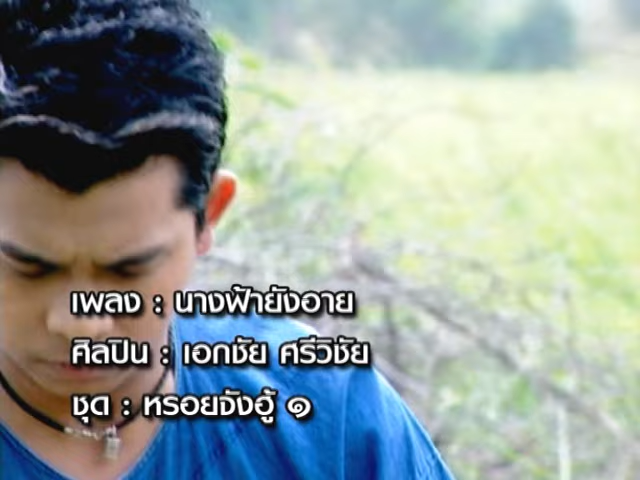 เพลง : นางฟ้ายังอาย
ศิลปิน : เอกชัย ศรีวิชัย
ชุด : หรอยจังฮู้ ๑